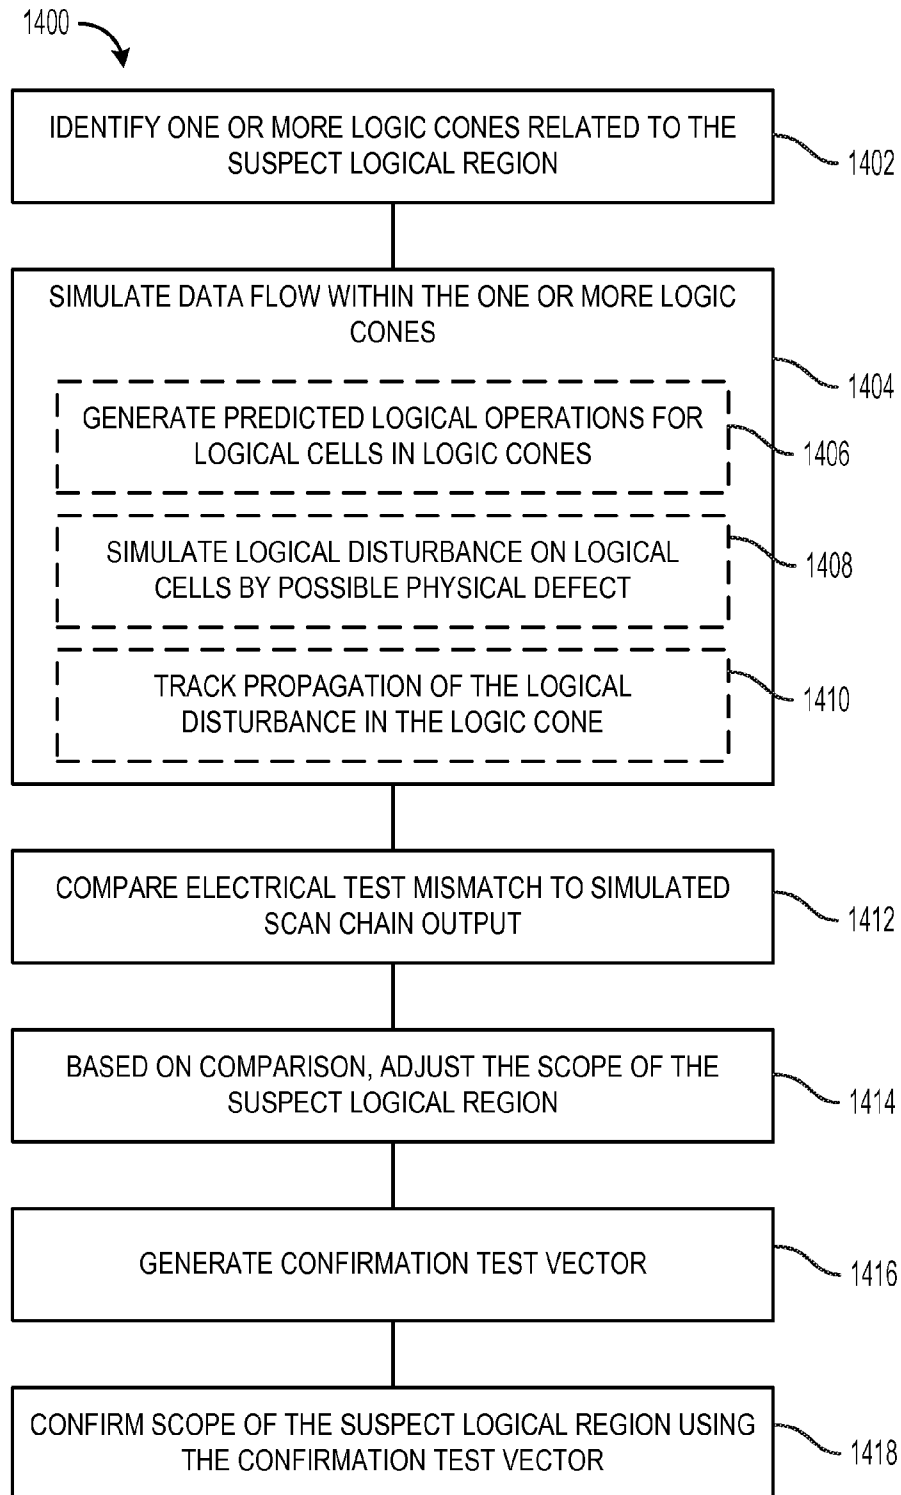 1400
IDENTIFY ONE OR MORE LOGIC CONES RELATED TO THE
SUSPECT LOGICAL REGION
1402
SIMULATE DATA FLOW WITHIN THE ONE OR MORE LOGIC
CONES
1404
GENERATE PREDICTED LOGICAL OPERATIONS FOR
LOGICAL CELLS IN LOGIC CONES
1406
SIMULATE LOGICAL DISTURBANCE ON LOGICAL
CELLS BY POSSIBLE PHYSICAL DEFECT
1408
TRACK PROPAGATION OF THE LOGICAL
DISTURBANCE IN THE LOGIC CONE
1410
COMPARE ELECTRICAL TEST MISMATCH TO SIMULATED
SCAN CHAIN OUTPUT
1412
BASED ON COMPARISON, ADJUST THE SCOPE OF THE
SUSPECT LOGICAL REGION
1414
GENERATE CONFIRMATION TEST VECTOR
1416
CONFIRM SCOPE OF THE SUSPECT LOGICAL REGION USING
THE CONFIRMATION TEST VECTOR
1418